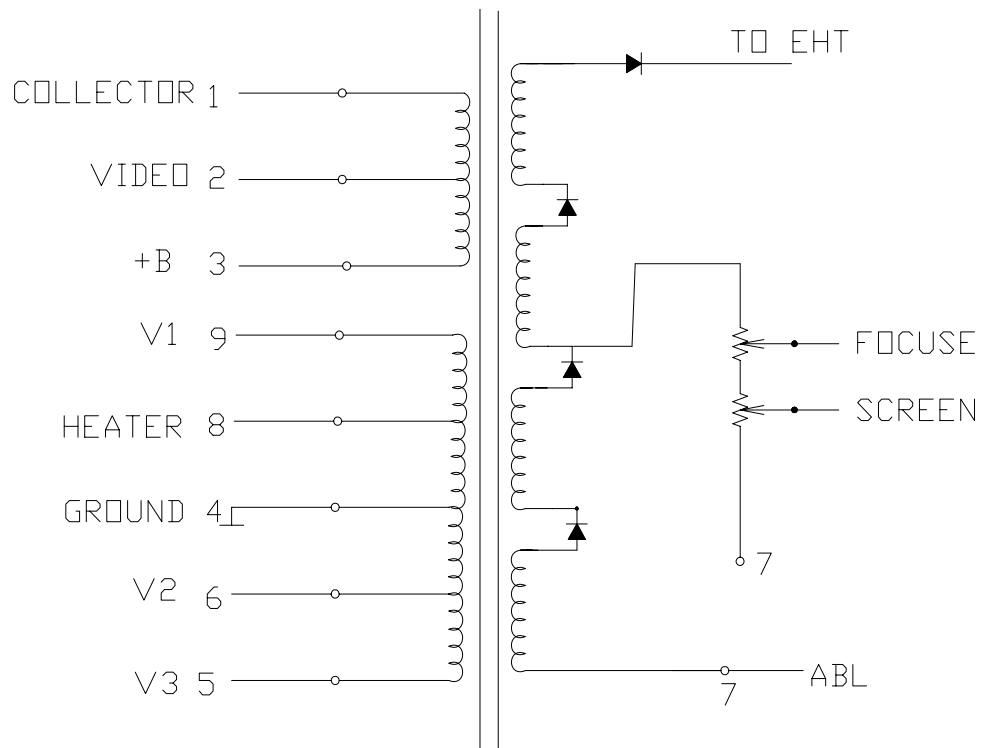 TO EHT
COLLECTOR 1
VIDEO 2
+B 3
V1 9
FOCUSE
SCREEN
HEATER 8
GROUND 4
7
V2 6
V3 5
ABL
7